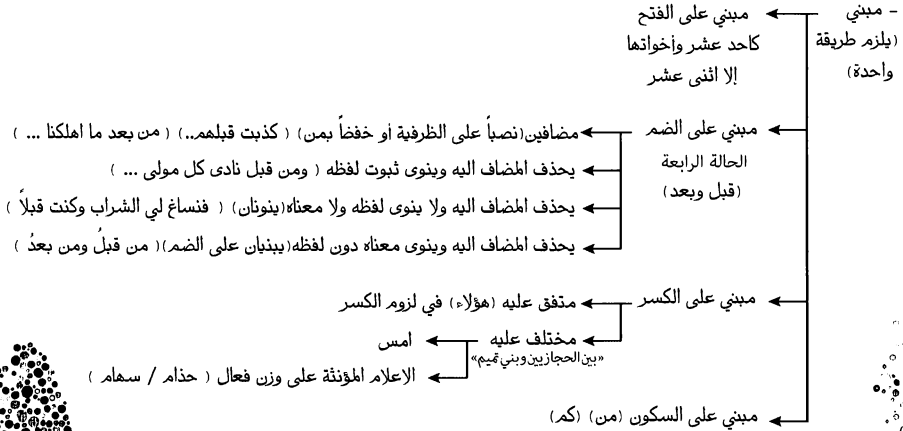 - مبني
(يلزم طريقة
واحدة)
مبني على الفتح
كاحد عشر وأخواتها
إلا اثنى عشر
مبني على الضم
الحالة الرابعة
(قبل وبعد)
مضافين(نصباً على الظرفية أو خفضاً بمن) ( كذبت قبلهم..) ( من بعد ما اهلكنا ... )
يحذف المضاف اليه وينوى ثبوت لفظه ( ومن قبل نادى كل مولى ... )
يحذف المضاف اليه ولا ينوى لفظه ولا معناه(ينونان) ( فنساغ لي الشراب وكنت قبلاً )
يحذف المضاف اليه وينوى معناه دون لفظه(يبنيان على الضم)( من قبلُ ومن بعدُ )
مبني على الكسر
متفق عليه (هؤلاء) في لزوم الكسر
مختلف عليه
«بين الحجازيين وبني تميم»
امس
الاعلام المؤنثة على وزن فعال ( حذام / سهام )
مبني على السكون (من) (كم)